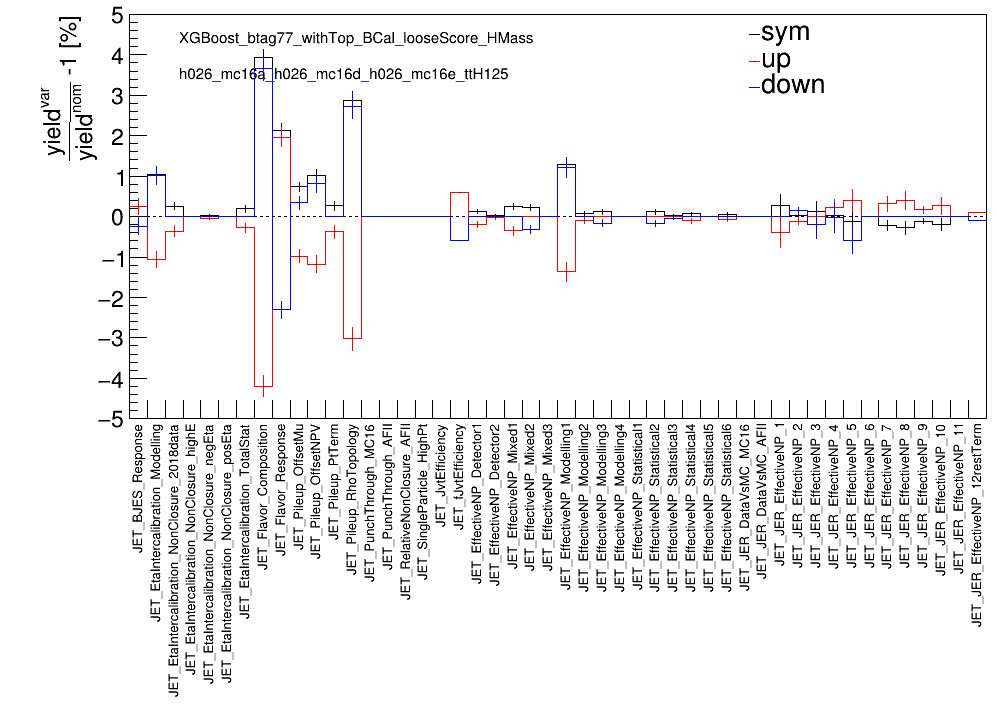 5
4
3
2
1
0
−1
−2
−3
−4
−5
yield^var
yield^nom -1 [%]
XGBoost_btag77_withTop_BCal_looseScore_HMass
h026_mc16a_h026_mc16d_h026_mc16e_ttH125
sym
up
down
JET_BJES_Response
JET_EtaIntercalibration_Modelling
JET_EtaIntercalibration_NonClosure_2018data
JET_EtaIntercalibration_NonClosure_highE
JET_EtaIntercalibration_NonClosure_negEta
JET_EtaIntercalibration_NonClosure_posEta
JET_EtaIntercalibration_TotalStat
JET_Flavor_Composition
JET_Flavor_Response
JET_Pileup_OffsetMu
JET_Pileup_OffsetNPV
JET_Pileup_PtTerm
JET_Pileup_RhoTopology
JET_PunchThrough_MC16
JET_PunchThrough_AFII
JET_RelativeNonClosure_AFII
JET_SingleParticle_HighPt
JET_JvtEfficiency
JET_fJvtEfficiency
JET_EffectiveNP_Detector1
JET_EffectiveNP_Detector2
JET_EffectiveNP_Mixed1
JET_EffectiveNP_Mixed2
JET_EffectiveNP_Mixed3
JET_EffectiveNP_Modelling1
JET_EffectiveNP_Modelling2
JET_EffectiveNP_Modelling3
JET_EffectiveNP_Modelling4
JET_EffectiveNP_Statistical1
JET_EffectiveNP_Statistical2
JET_EffectiveNP_Statistical3
JET_EffectiveNP_Statistical4
JET_EffectiveNP_Statistical5
JET_EffectiveNP_Statistical6
JET_JER_DataVsMC_MC16
JET_JER_DataVsMC_AFII
JET_JER_EffectiveNP_1
JET_JER_EffectiveNP_2
JET_JER_EffectiveNP_3
JET_JER_EffectiveNP_4
JET_JER_EffectiveNP_5
JET_JER_EffectiveNP_6
JET_JER_EffectiveNP_7
JET_JER_EffectiveNP_8
JET_JER_EffectiveNP_9
JET_JER_EffectiveNP_10
JET_JER_EffectiveNP_11
JET_JER_EffectiveNP_12restTerm